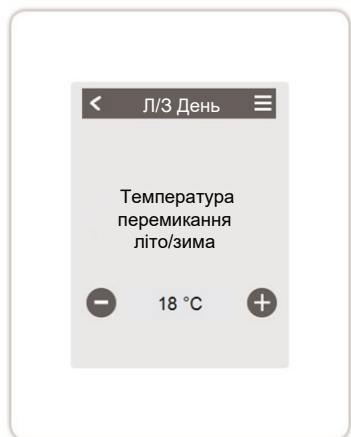 Л/З День
Температура
перемикання
літо/зима
18 °C